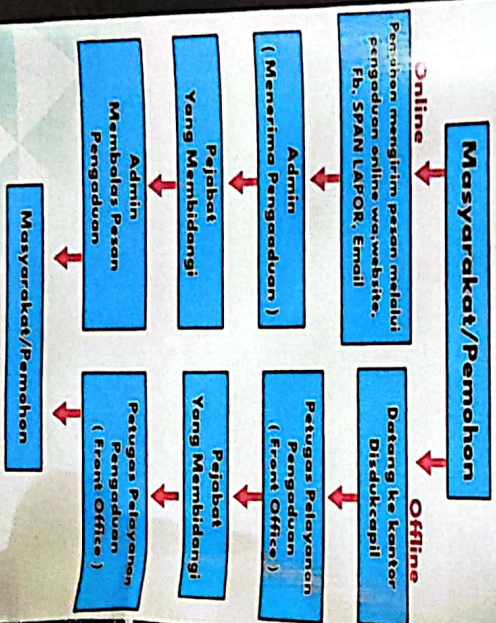 Masyarakat/Pemohon
Online
Pemohon mengirim pesan melalui
pengaduan online wa,website,
Fb, SPAN LAPOR, Email
Admin
( Menerima Pengaaduan )
Pejabat
Yang Membidangi
Admin
Membalas Pesan
Pengaduan
Offline
Datang ke kantor
Disdukcapil
Petugas Pelayanan
Pengaduan
( Front Office )
Pejabat
Yang Membidangi
Petugas Pelayanan
Pengaduan
( Front Office )
Masyarakat/Pemohon